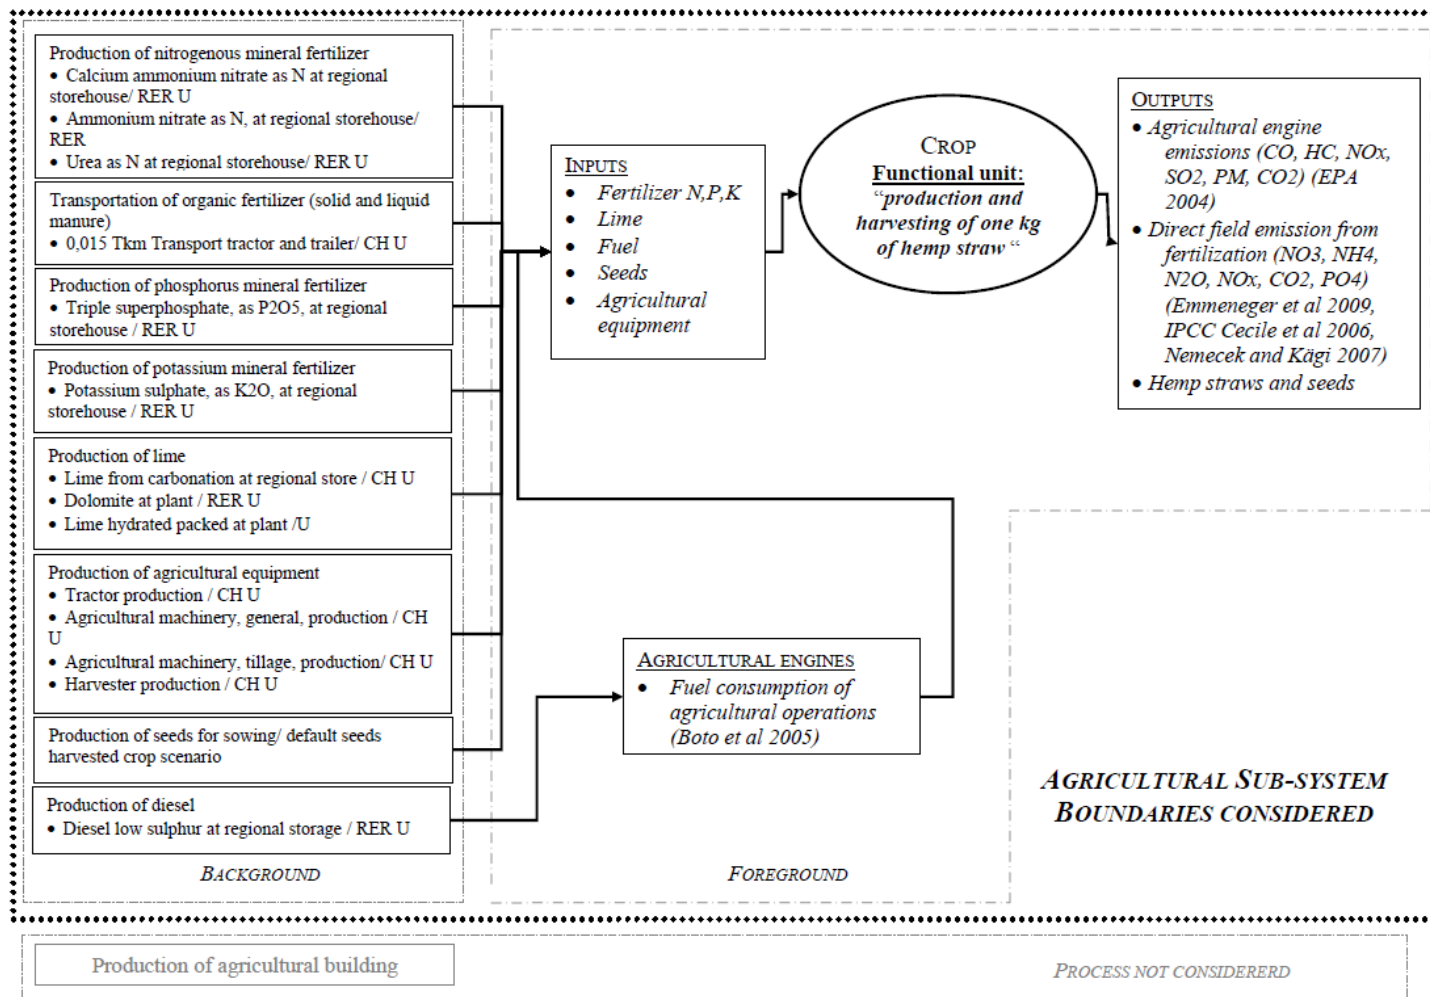 Production of nitrogenous mineral fertilizer
• Calcium ammonium nitrate as N at regional
storehouse/ RER U
• Ammonium nitrate as N, at regional storehouse/
RER
• Urea as N at regional storehouse/ RER U
Transportation of organic fertilizer (solid and liquid
manure)
• 0,015 Tkm Transport tractor and trailer/ CH U
Production of phosphorus mineral fertilizer
• Triple superphosphate, as P2O5, at regional
storehouse / RER U
Production of potassium mineral fertilizer
• Potassium sulphate, as K2O, at regional
storehouse / RER U
Production of lime
• Lime from carbonation at regional store / CH U
• Dolomite at plant / RER U
• Lime hydrated packed at plant /U
Production of agricultural equipment
• Tractor production / CH U
• Agricultural machinery, general, production / CH
U
• Agricultural machinery, tillage, production/ CH U
• Harvester production / CH U
Production of seeds for sowing/ default seeds
harvested crop scenario
Production of diesel
• Diesel low sulphur at regional storage / RER U
BACKGROUND
INPUTS
• Fertilizer N,P,K
• Lime
• Fuel
• Seeds
• Agricultural
equipment
CROP
Functional unit:
“production and
harvesting of one kg
of hemp straw “
OUTPUTS
• Agricultural engine
emissions (CO, HC, NOx,
SO2, PM, CO2) (EPA
2004)
• Direct field emission from
fertilization (NO3, NH4,
N2O, NOx, CO2, PO4)
(Emmeneger et al 2009,
IPCC Cecile et al 2006,
Nemecek and Kägi 2007)
• Hemp straws and seeds
AGRICULTURAL ENGINES
• Fuel consumption of
agricultural operations
(Boto et al 2005)
FOREGROUND
AGRICULTURAL SUB-SYSTEM
BOUNDARIES CONSIDERED
Production of agricultural building
PROCESS NOT CONSIDERERD